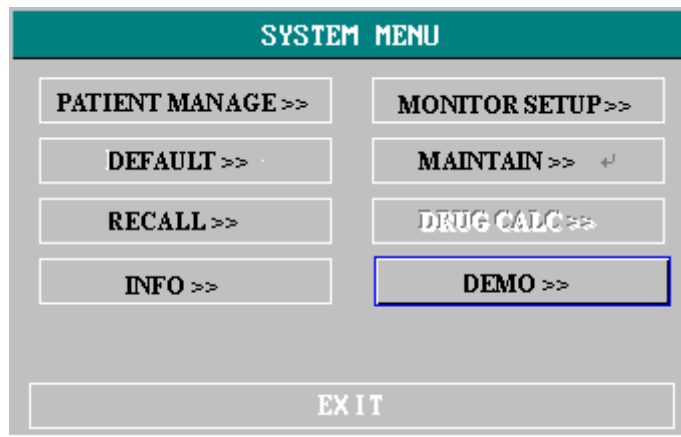 SYSTEM MENU
PATIENT MANAGE >> MONITOR SETUP>>
DEFAULT >> MAINTAIN >> ↵
RECALL >> DRUG CALC >>
INFO >> DEMO >>
EXIT